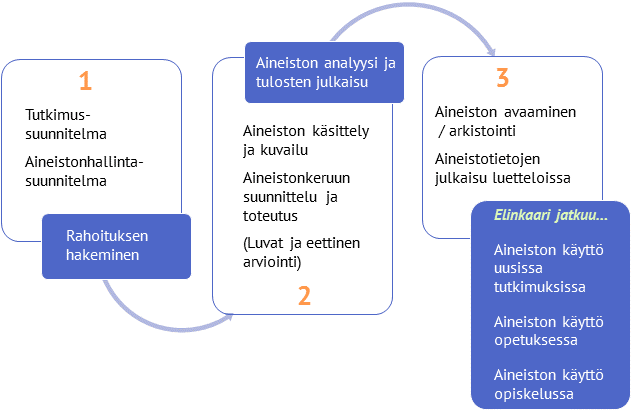 1
Tutkimus-
suunnitelma
Aineistonhallinta-
suunnitelma
Rahoituksen
hakeminen
Aineiston analyysi ja
tulosten julkaisu
Aineiston käsittely
ja kuvailu
Aineistonkeruun
suunnittelu ja
toteutus
(Luvat ja eettinen
arviointi)
2
3
Aineiston avaaminen
/ arkistointi
Aineistotietojen
julkaisu luetteloissa
Elinkaari jatkuu...
Aineiston käyttö
uusissa
tutkimuksissa
Aineiston käyttö
opetuksessa
Aineiston käyttö
opiskelussa